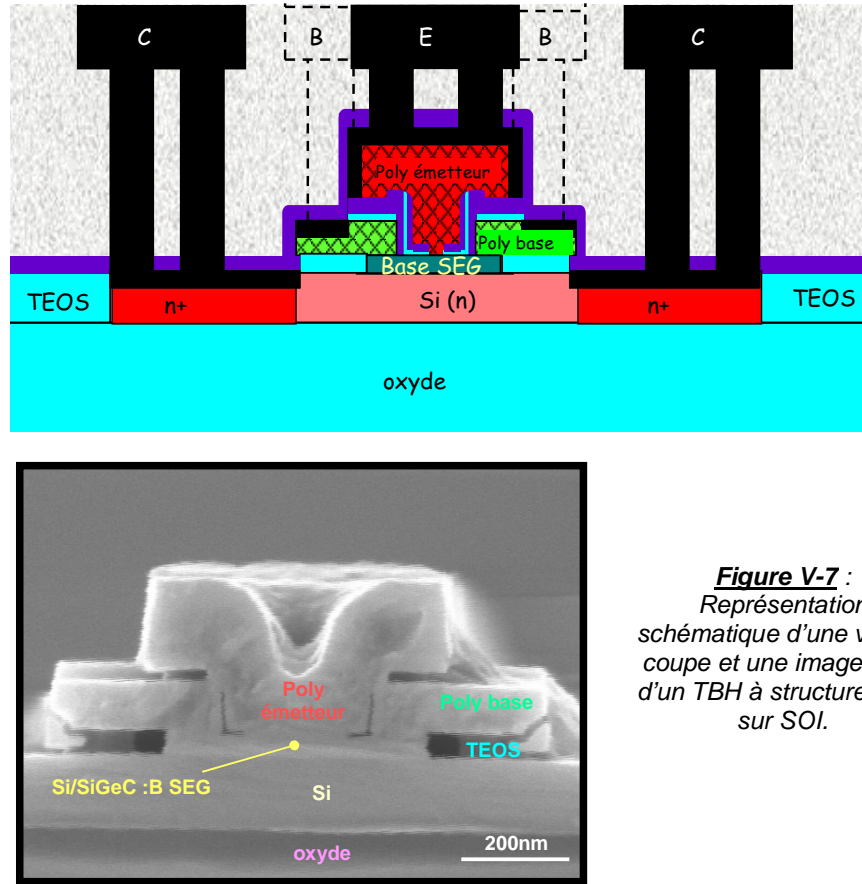 C B E B C
Poly émetteur
Poly base
Base SEG
TEOS n+ Si (n) n+ TEOS
oxyde
Poly
émetteur
Poly base
TEOS
Si/SiGeC :B SEG
Si
200nm
oxyde
Figure V-7 :
Représentation
schématique d’une v
coupe et une image
d’un TBH à structure
sur SOI.